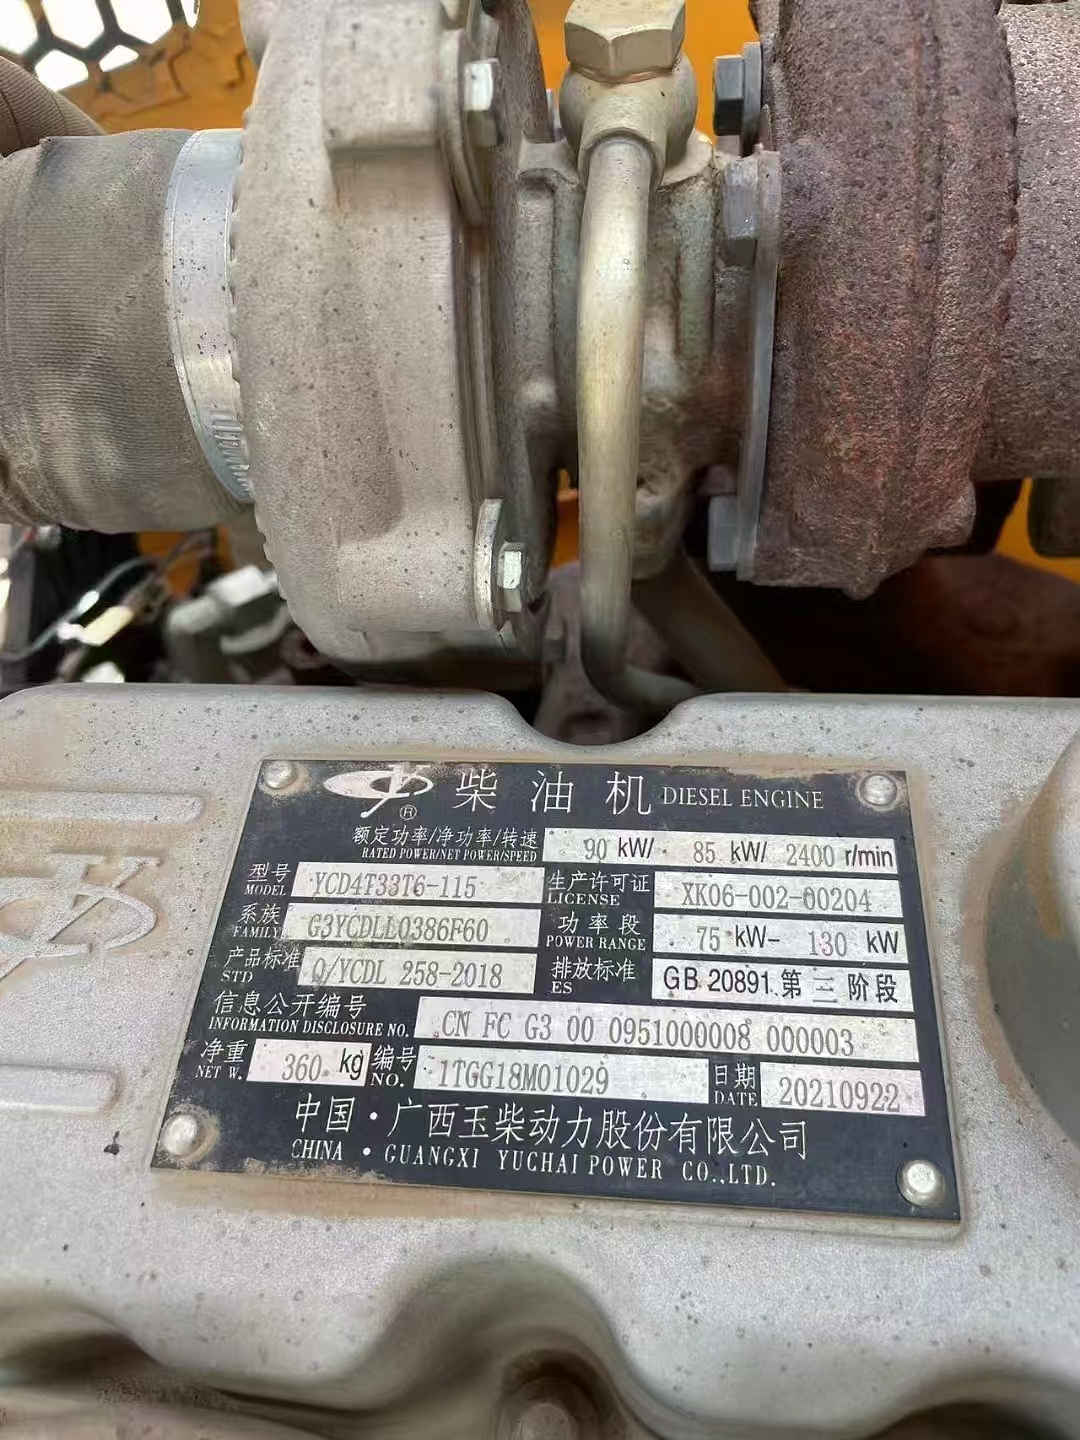 ® 柴油机 DIESEL ENGINE
额定功率/净功率/转速 90 kW/ 85 kW/ 2400 r/min
RATED POWER/NET POWER/SPEED
型号 YCD4T33T6-115 生产许可证 XK06-002-00204
MODEL LICENSE
系族 G3YCDLL0386F60 功率段 75 kW- 130 kW
FAMILY POWER RANGE
产品标准 Q/YCDL 258-2018 排放标准 GB 20891.第三阶段
STD ES
信息公开编号 CN FC G3 00 0951000008 000003
INFORMATION DISCLOSURE NO.
净重 360 kg 编号 1TGG18M01029 日期 20210922
NET W. NO. DATE
中国·广西玉柴动力股份有限公司
CHINA · GUANGXI YUCHAI POWER CO.,LTD.